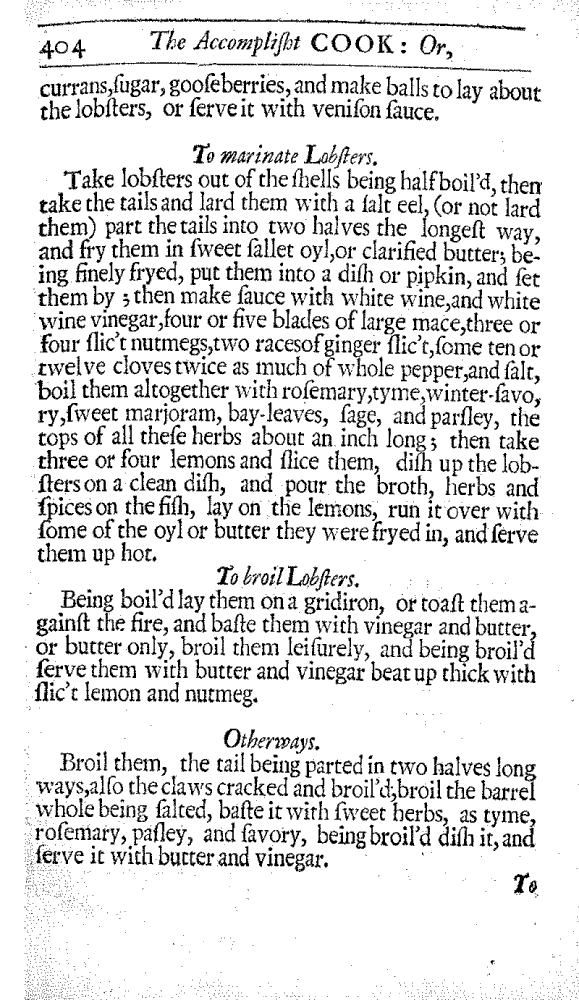 404 The Accompliſht COOK: Or,
currans,ſugar, gooſeberries, and make balls to lay about
the lobſters, or ſerve it with veniſon ſauce.
To marinate Lobſters.
Take lobſters out of the ſhells being half boil'd, then
take the tails and lard them with a ſalt eel, (or not lard
them) part the tails into two halves the longeſt way,
and fry them in ſweet ſallet oyl,or clarified butter; be-
ing finely fryed, put them into a diſh or pipkin, and ſet
them by ; then make ſauce with white wine,and white
wine vinegar,four or five blades of large mace,three or
four ſlic't nutmegs,two races of ginger ſlic't,ſome ten or
twelve cloves twice as much of whole pepper,and ſalt,
boil them altogether with roſemary,tyme,winter-ſavo,
ry,ſweet marjoram, bay-leaves, ſage, and parſley, the
tops of all theſe herbs about an inch long; then take
three or four lemons and ſlice them, diſh up the lob-
ſters on a clean diſh, and pour the broth, herbs and
ſpices on the fiſh, lay on the lemons, run it over with
ſome of the oyl or butter they were fryed in, and ſerve
them up hot.
To broil Lobſters.
Being boil'd lay them on a gridiron, or toaſt them a-
gainſt the fire, and baſte them with vinegar and butter,
or butter only, broil them leiſurely, and being broil'd
ſerve them with butter and vinegar beat up thick with
ſlic't lemon and nutmeg.
Otherways.
Broil them, the tail being parted in two halves long
ways,alſo the claws cracked and broil'd;broil the barrel
whole being ſalted, baſte it with ſweet herbs, as tyme,
roſemary, paſley, and ſavory, being broil'd diſh it, and
ſerve it with butter and vinegar.
To